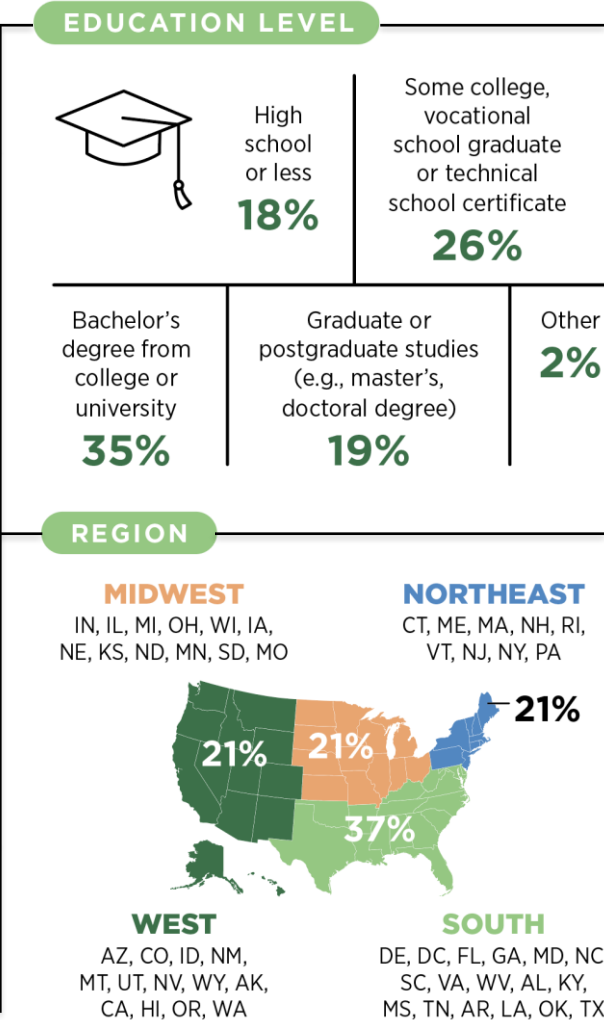 EDUCATION LEVEL
High
school
or less
18%
Some college,
vocational
school graduate
or technical
school certificate
26%
Bachelor's
degree from
college or
university
35%
Graduate or
postgraduate studies
(e.g., master's,
doctoral degree)
19%
Other
2%
REGION
MIDWEST
IN, IL, MI, OH, WI, IA,
NE, KS, ND, MN, SD, MO
NORTHEAST
CT, ME, MA, NH, RI,
VT, NJ, NY, PA
21%
21%
21%
37%
WEST
AZ, CO, ID, NM,
MT, UT, NV, WY, AK,
CA, HI, OR, WA
SOUTH
DE, DC, FL, GA, MD, NC
SC, VA, WV, AL, KY,
MS, TN, AR, LA, OK, TX